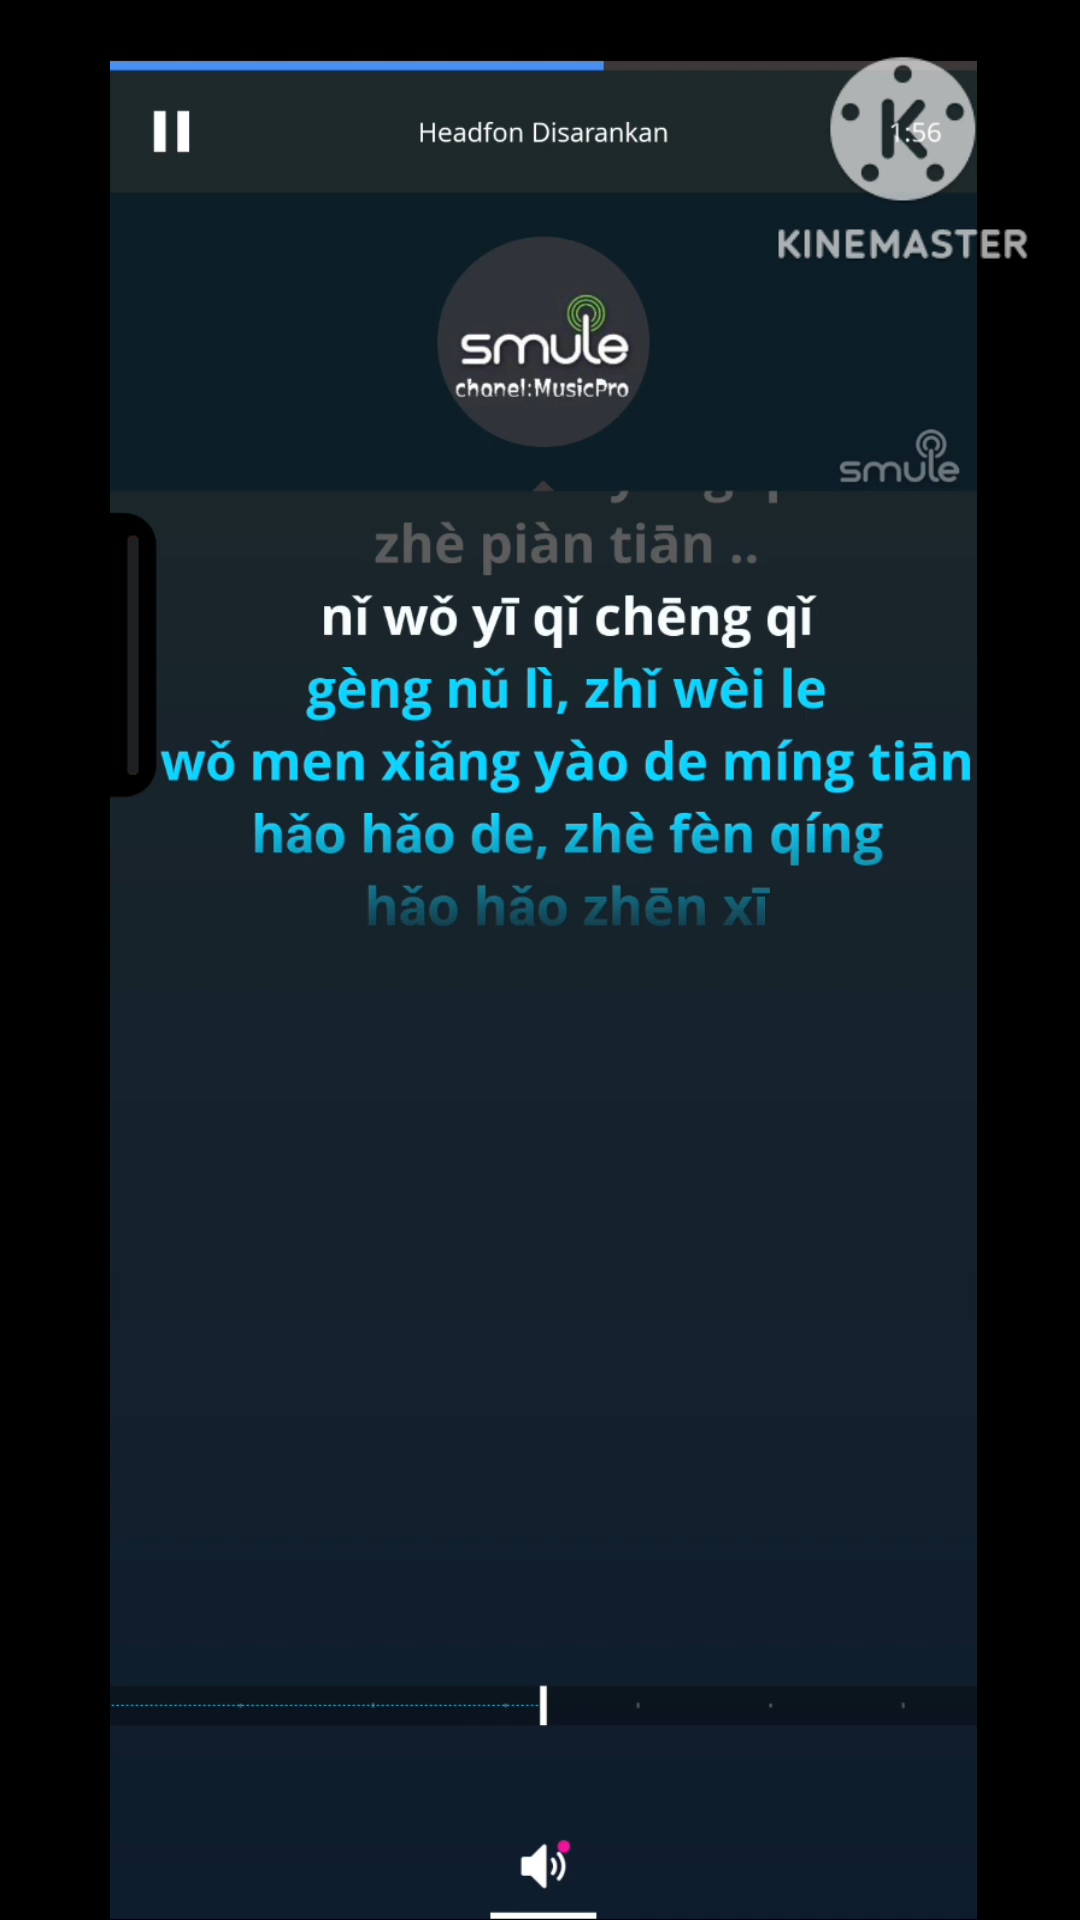 Headfon Disarankan
1:56
KINEMASTER
smule
chanel:MusicPro
smule
zhè piàn tiān ..
nǐ wǒ yī qǐ chēng qǐ
gèng nǔ lì, zhǐ wèi le
wǒ men xiǎng yào de míng tiān
hǎo hǎo de, zhè fèn qíng
hǎo hǎo zhēn xī